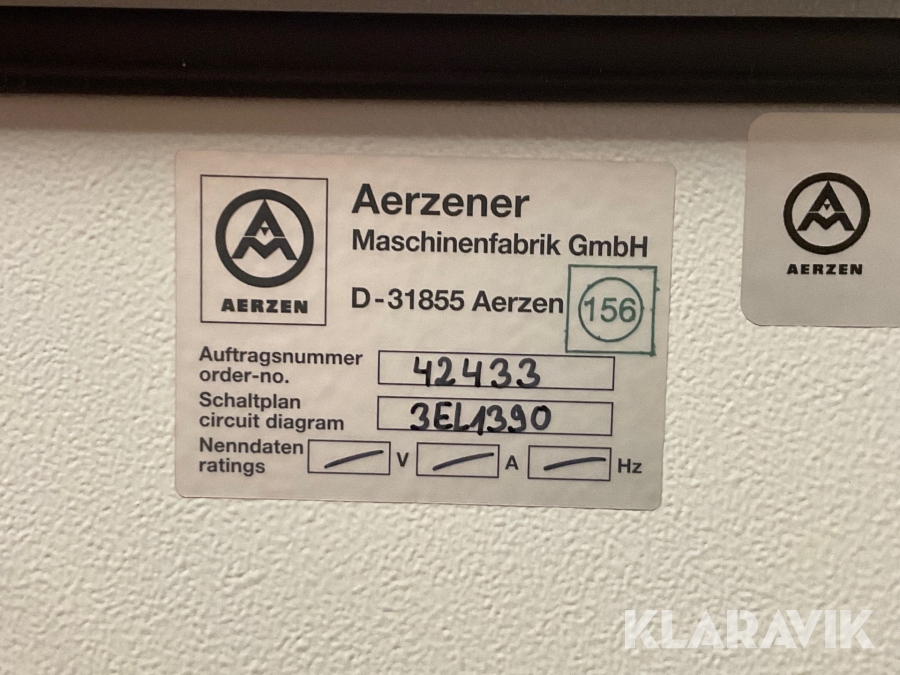 AERZEN
Aerzener
Maschinenfabrik GmbH
D-31855 Aerzen
156
Auftragsnummer
order-no.
42433
Schaltplan
circuit diagram
3EL1390
Nenndaten
ratings
V
A
Hz
AERZEN
KLARAVIK